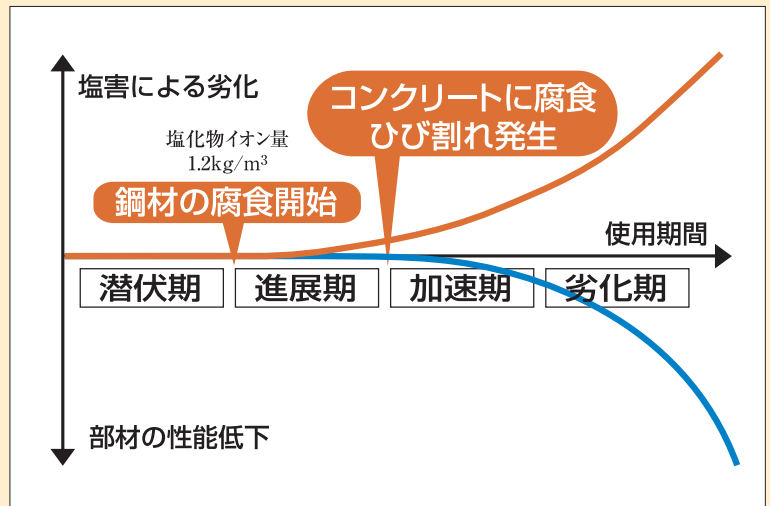 塩害による劣化
コンクリートに腐食
ひび割れ発生
塩化物イオン量
1.2kg/m³
鋼材の腐食開始
使用期間
潜伏期
進展期
加速期
劣化期
部材の性能低下